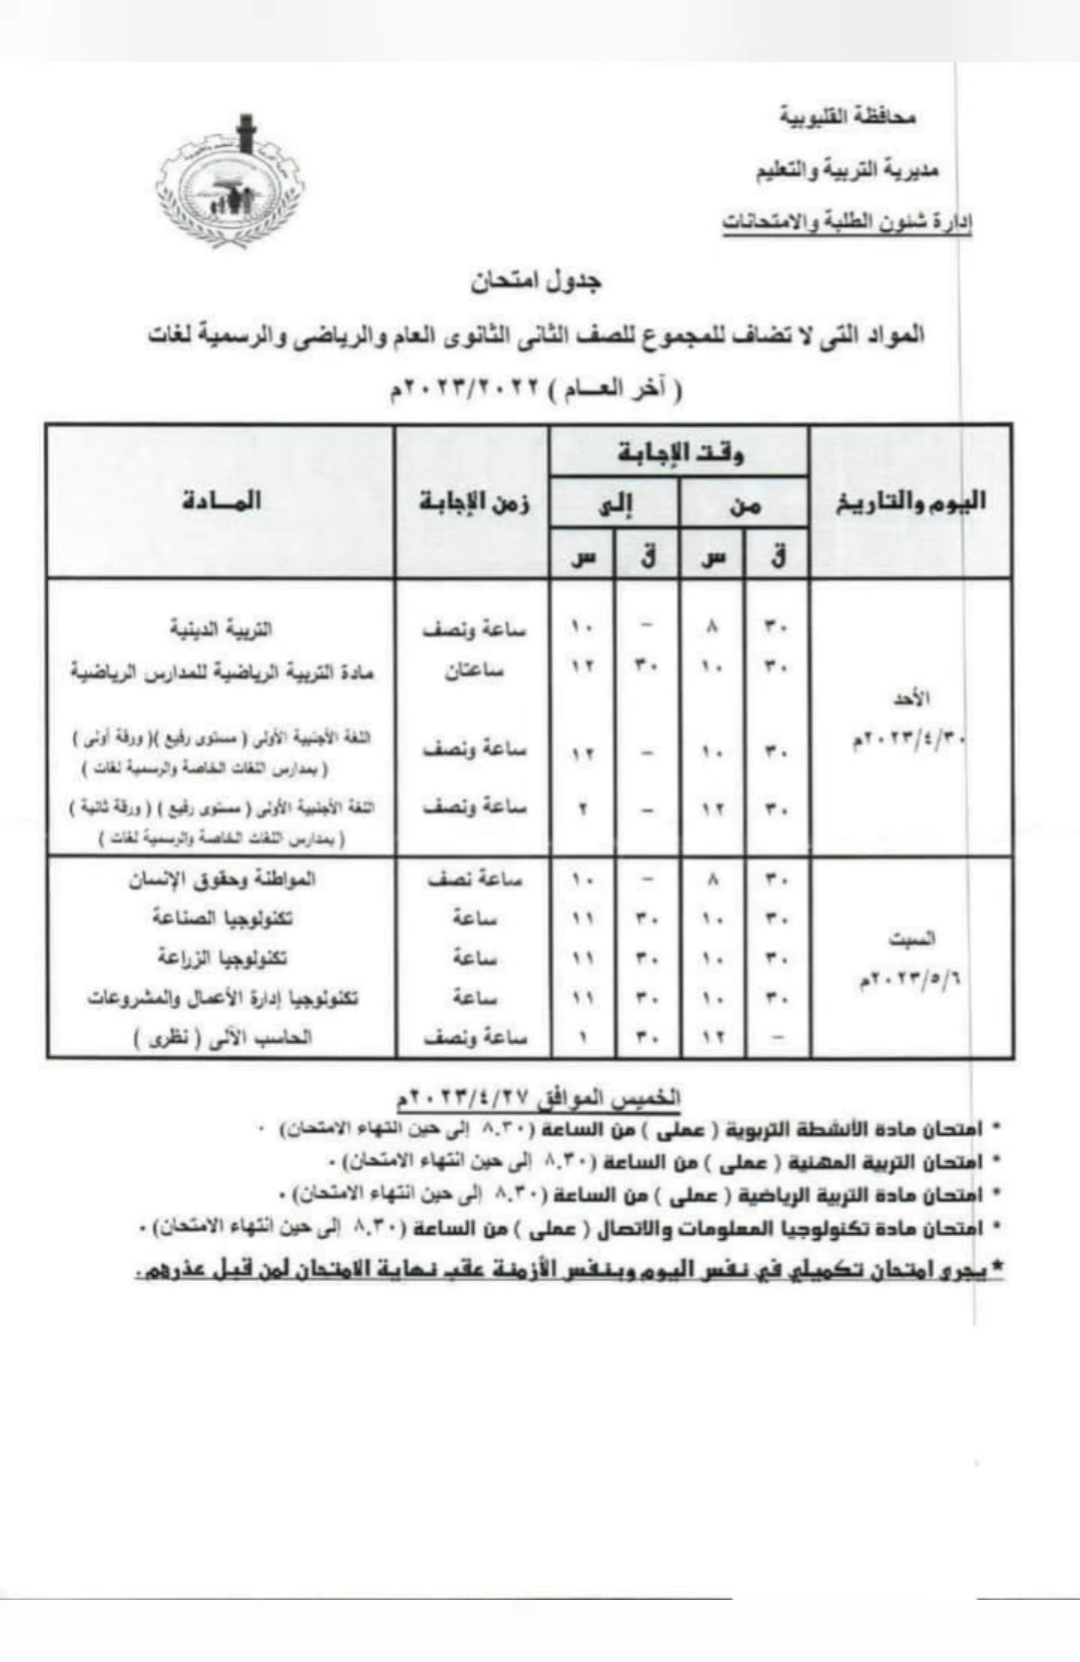 محافظة القليوبية
مديرية التربية والتعليم
إدارة شئون الطلبة والامتحانات
جدول امتحان
المواد التى لا تضاف للمجموع للصف الثانى الثانوى العام والرياضى والرسمية لغات
( آخر العـــام ) ٢٠٢٣/٢٠٢٢م
اليوم والتاريخ | وقت الإجابة | زمن الإجابة | المــادة
من | إلى
ق | س | ق | س
الأحد
٢٠٢٣/٤/٣٠م
٣٠ | ٨ | – | ١٠ | ساعة ونصف | التربية الدينية
٣٠ | ١٠ | ٣٠ | ١٢ | ساعتان | مادة التربية الرياضية للمدارس الرياضية
٣٠ | ١٠ | – | ١٢ | ساعة ونصف | اللغة الأجنبية الأولى ( مستوى رفيع )( ورقة أولى )
( بمدارس اللغات الخاصة والرسمية لغات )
٣٠ | ١٢ | – | ٢ | ساعة ونصف | اللغة الأجنبية الأولى ( مستوى رفيع ) ( ورقة ثانية )
( بمدارس اللغات الخاصة والرسمية لغات )
السبت
٢٠٢٣/٥/٦م
٣٠ | ٨ | – | ١٠ | ساعة نصف | المواطنة وحقوق الإنسان
٣٠ | ١٠ | ٣٠ | ١١ | ساعة | تكنولوجيا الصناعة
٣٠ | ١٠ | ٣٠ | ١١ | ساعة | تكنولوجيا الزراعة
٣٠ | ١٠ | ٣٠ | ١١ | ساعة | تكنولوجيا إدارة الأعمال والمشروعات
– | ١٢ | ٣٠ | ١ | ساعة ونصف | الحاسب الآلى ( نظرى )
الخميس الموافق ٢٠٢٣/٤/٢٧م
* امتحان مادة الأنشطة التربوية ( عملى ) من الساعة (٨,٣٠ إلى حين انتهاء الامتحان) .
* امتحان التربية المهنية ( عملى ) من الساعة (٨,٣٠ إلى حين انتهاء الامتحان) .
* امتحان مادة التربية الرياضية ( عملى ) من الساعة (٨,٣٠ إلى حين انتهاء الامتحان) .
* امتحان مادة تكنولوجيا المعلومات والاتصال ( عملى ) من الساعة (٨,٣٠ إلى حين انتهاء الامتحان) .
* يجرى امتحان تكميلي في نفس اليوم وبنفس الأزمنة عقب نهاية الامتحان لمن قبل عذرهم.